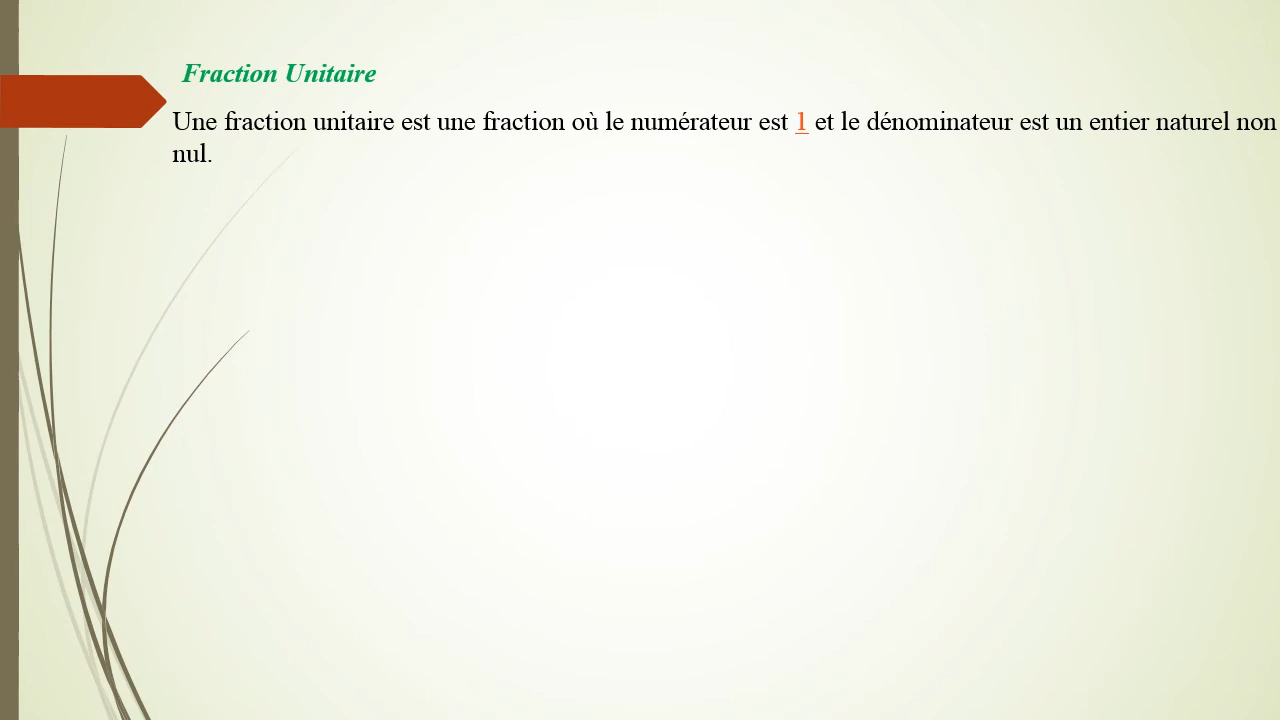 Fraction Unitaire
Une fraction unitaire est une fraction où le numérateur est 1 et le dénominateur est un entier naturel non
nul.